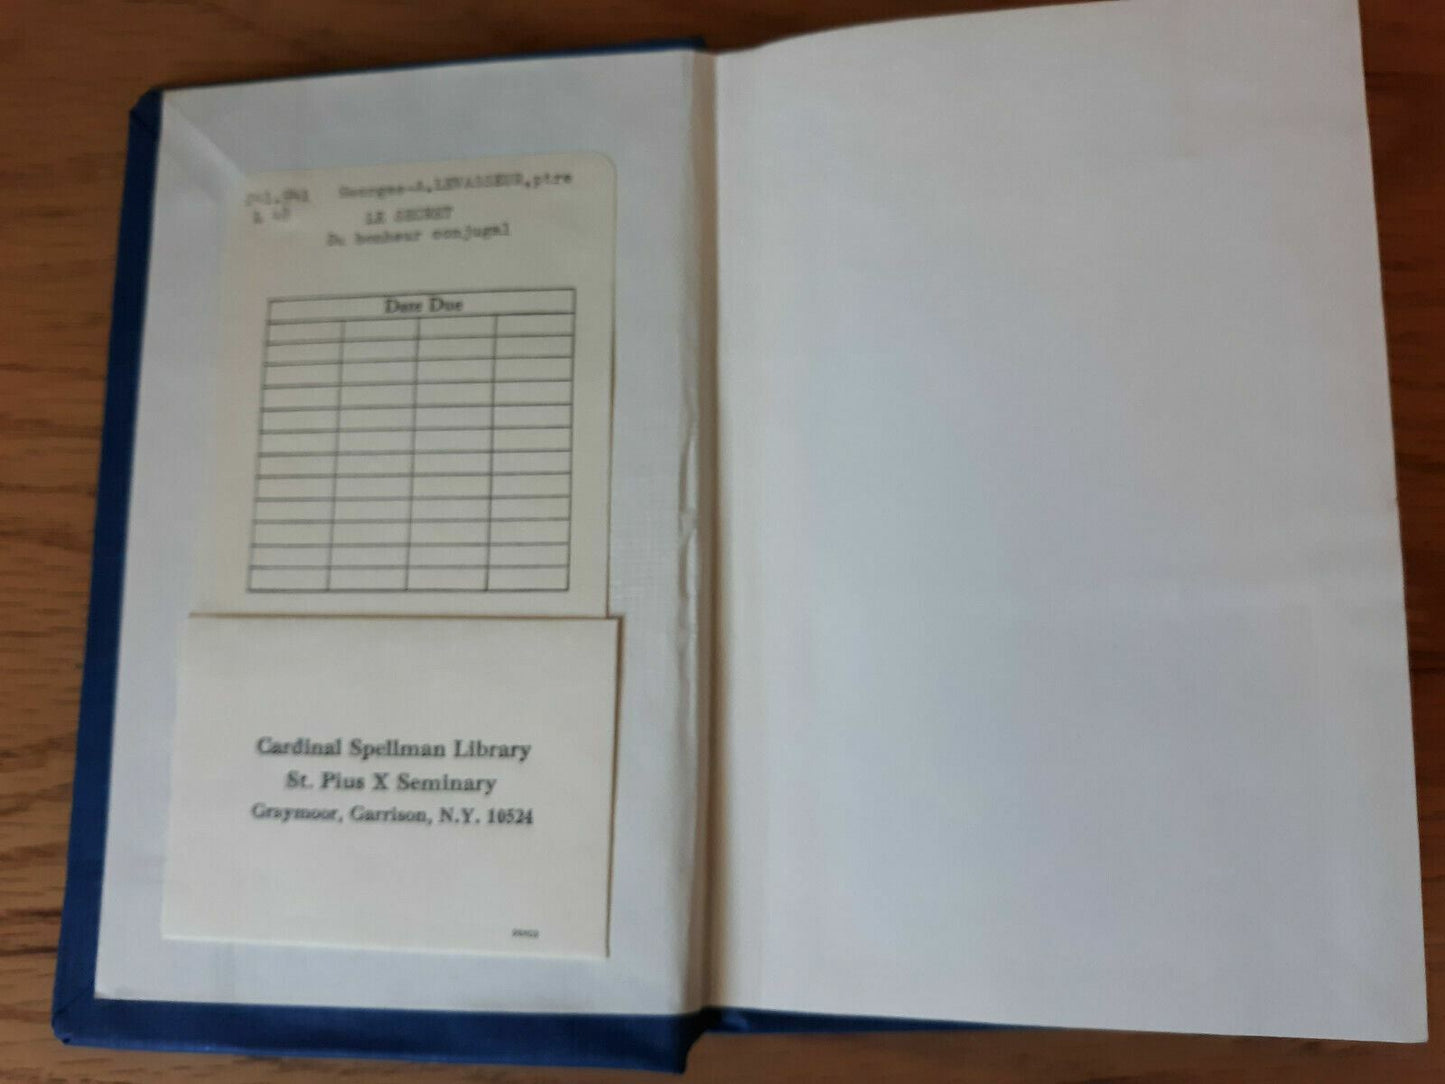 Georges-A,LEVASSEUR,ptre
LE SECRET
Du bonheur conjugal
Date Due
Cardinal Spellman Library
St. Pius X Seminary
Graymoor, Garrison, N.Y. 10524